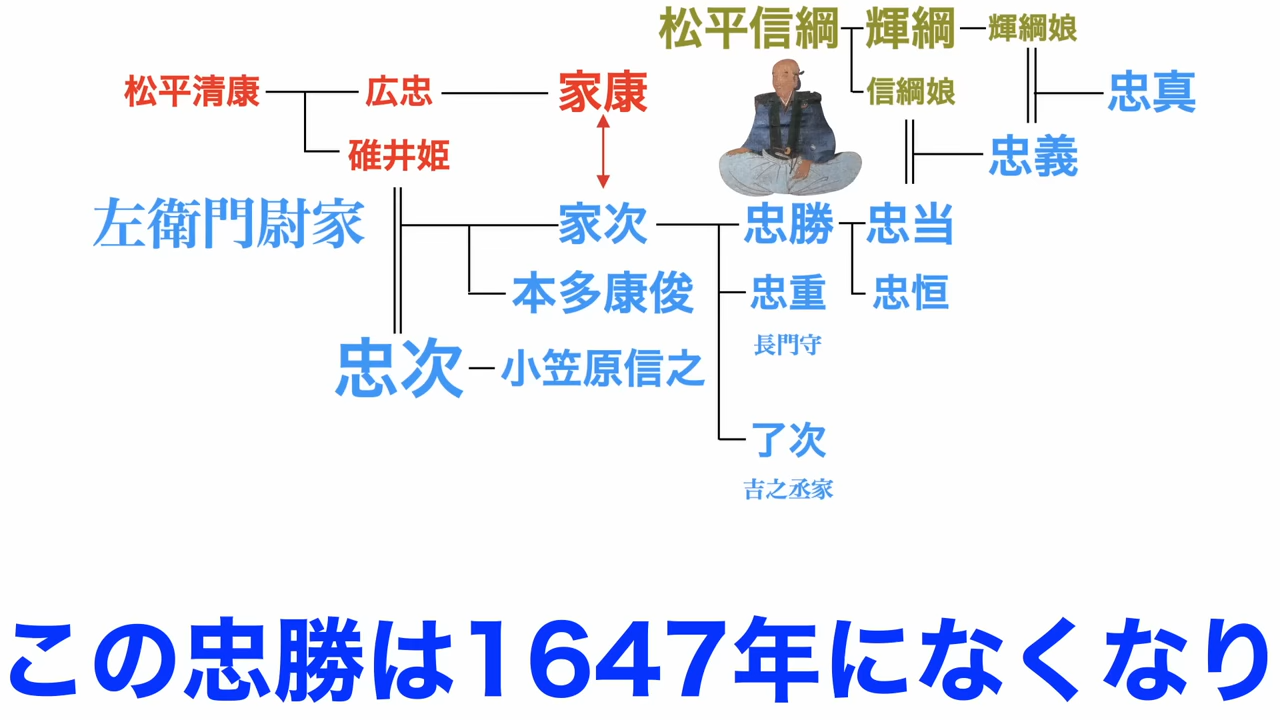 松平信綱 輝綱 輝綱娘
松平清康 広忠 家康 信綱娘 忠真
碓井姫 忠義
左衛門尉家 家次 忠勝 忠当
本多康俊 忠重 忠恒
長門守
忠次 小笠原信之
了次
吉之丞家
この忠勝は1647年になくなり